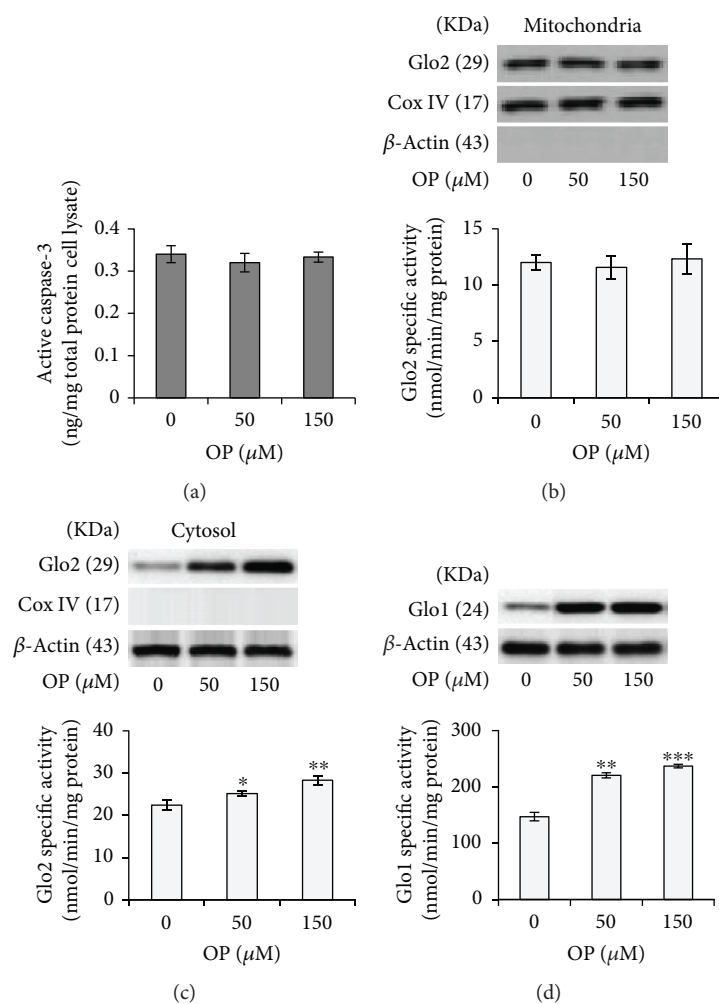 (KDa) Mitochondria
Glo2 (29)
Cox IV (17)
β-Actin (43)
OP (μM) 0 50 150
Active caspase-3
(ng/mg total protein cell lysate)
0.4
0.3
0.2
0.1
0
0 50 150
OP (μM)
(a)
Glo2 specific activity
(nmol/min/mg protein)
15
10
5
0
0 50 150
OP (μM)
(b)
(KDa) Cytosol
Glo2 (29)
Cox IV (17)
β-Actin (43)
OP (μM) 0 50 150
Glo2 specific activity
(nmol/min/mg protein)
40
30
20
10
0
* **
0 50 150
OP (μM)
(c)
(KDa)
Glo1 (24)
β-Actin (43)
OP (μM) 0 50 150
Glo1 specific activity
(nmol/min/mg protein)
300
200
100
0
** ***
0 50 150
OP (μM)
(d)